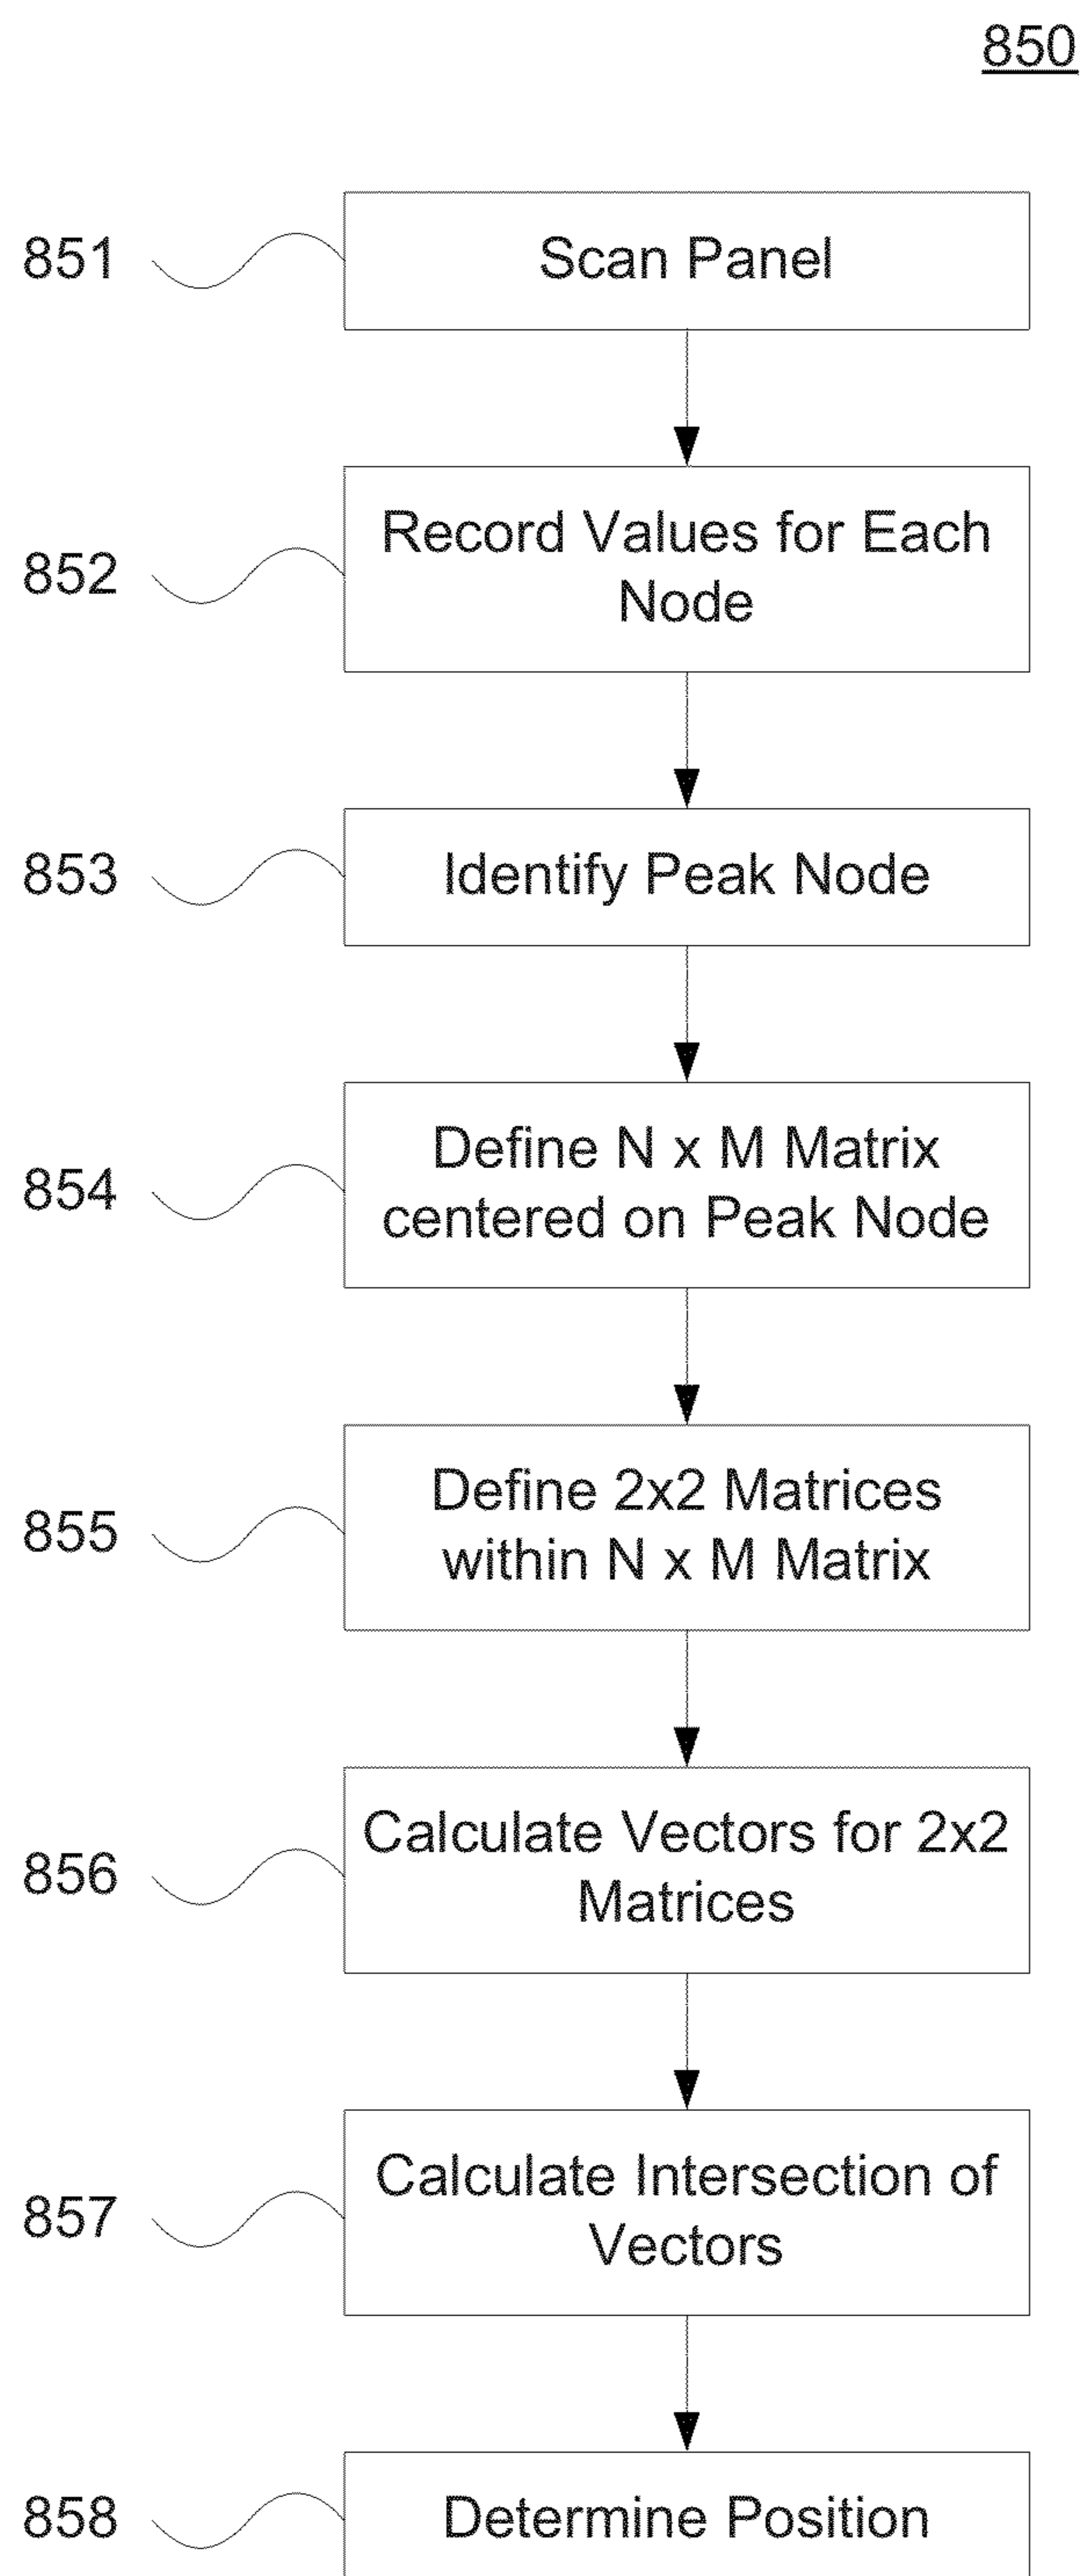 850
851
Scan Panel
852
Record Values for Each
Node
853
Identify Peak Node
854
Define N x M Matrix
centered on Peak Node
855
Define 2x2 Matrices
within N x M Matrix
856
Calculate Vectors for 2x2
Matrices
857
Calculate Intersection of
Vectors
858
Determine Position